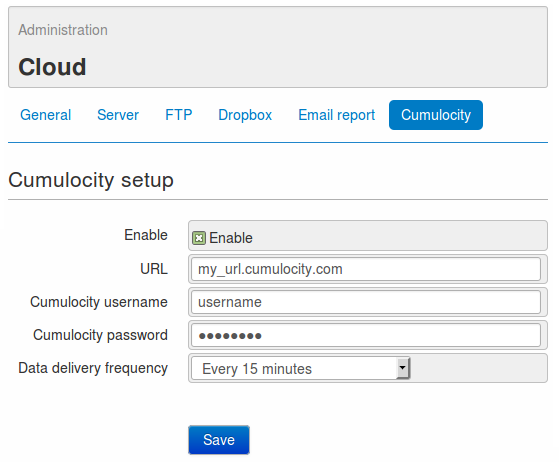 Administration
Cloud
General Server FTP Dropbox Email report Cumulocity
Cumulocity setup
Enable Enable
URL my_url.cumulocity.com
Cumulocity username username
Cumulocity password ●●●●●●●●
Data delivery frequency Every 15 minutes
Save